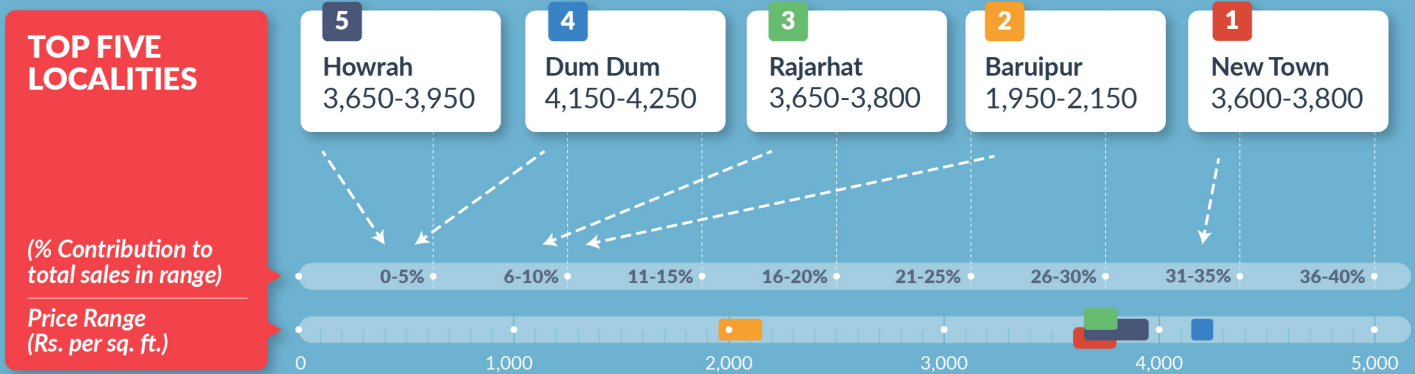 TOP FIVE
LOCALITIES
5
Howrah
3,650-3,950
4
Dum Dum
4,150-4,250
3
Rajarhat
3,650-3,800
2
Baruipur
1,950-2,150
1
New Town
3,600-3,800
(% Contribution to
total sales in range)
0-5% 6-10% 11-15% 16-20% 21-25% 26-30% 31-35% 36-40%
Price Range
(Rs. per sq. ft.)
0 1,000 2,000 3,000 4,000 5,000